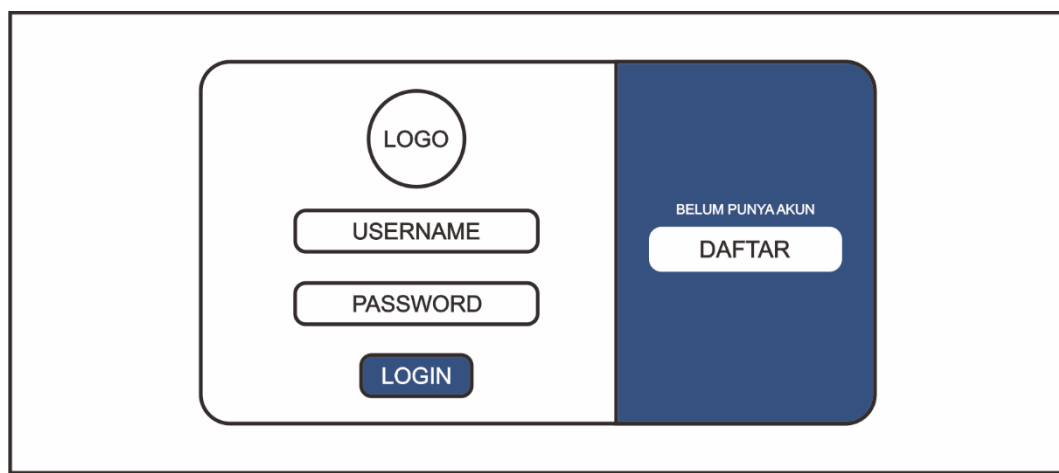 LOGO
USERNAME
PASSWORD
LOGIN
BELUM PUNYA AKUN
DAFTAR